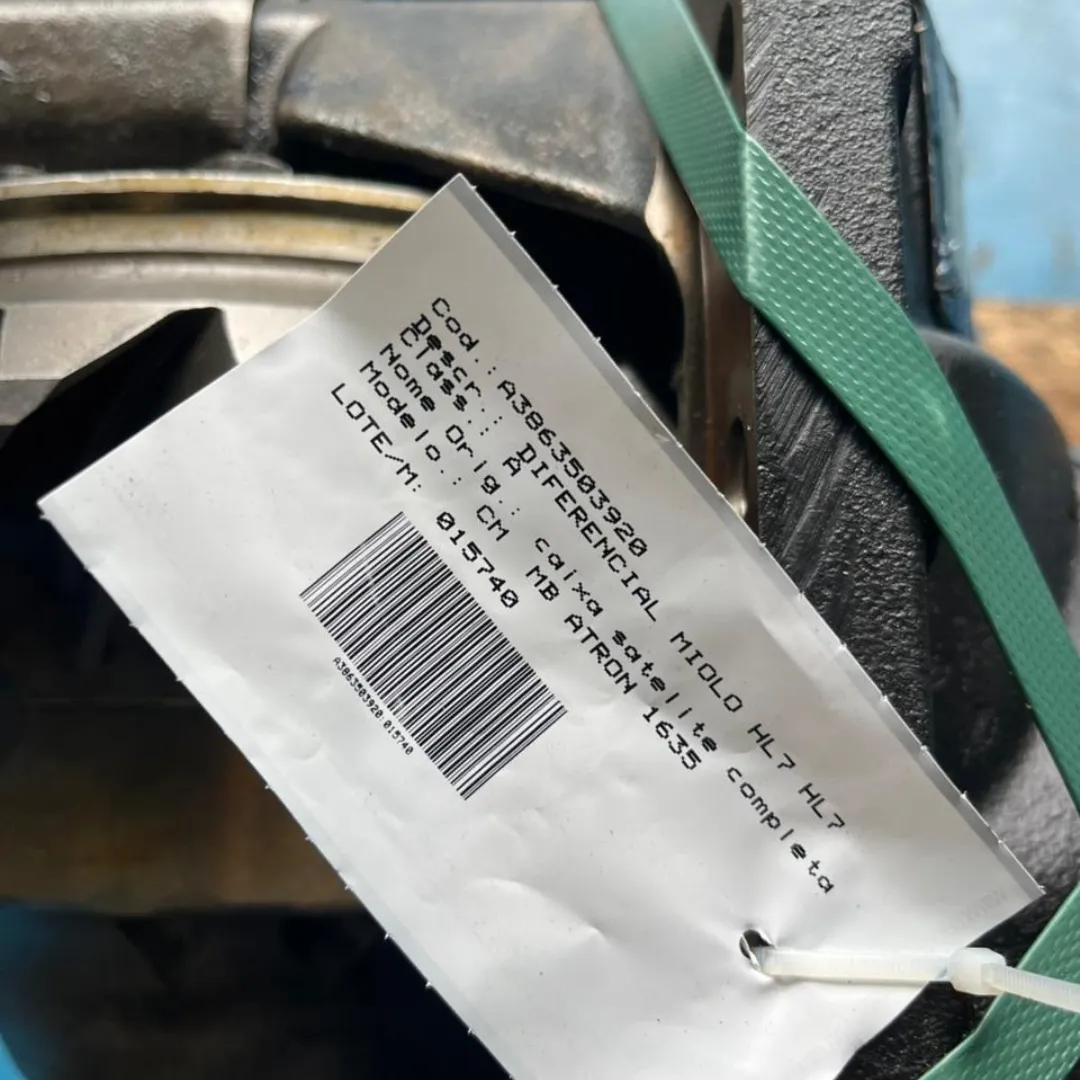 Cod.: A3863503920
Descr.: DIFERENCIAL MIOLO HL7 HL7
Class.: A
Nome Orig.: caixa satelite completa
Modelo.: CM MB ATRON 1635
LOTE/M: 015740
A3863503920.015740